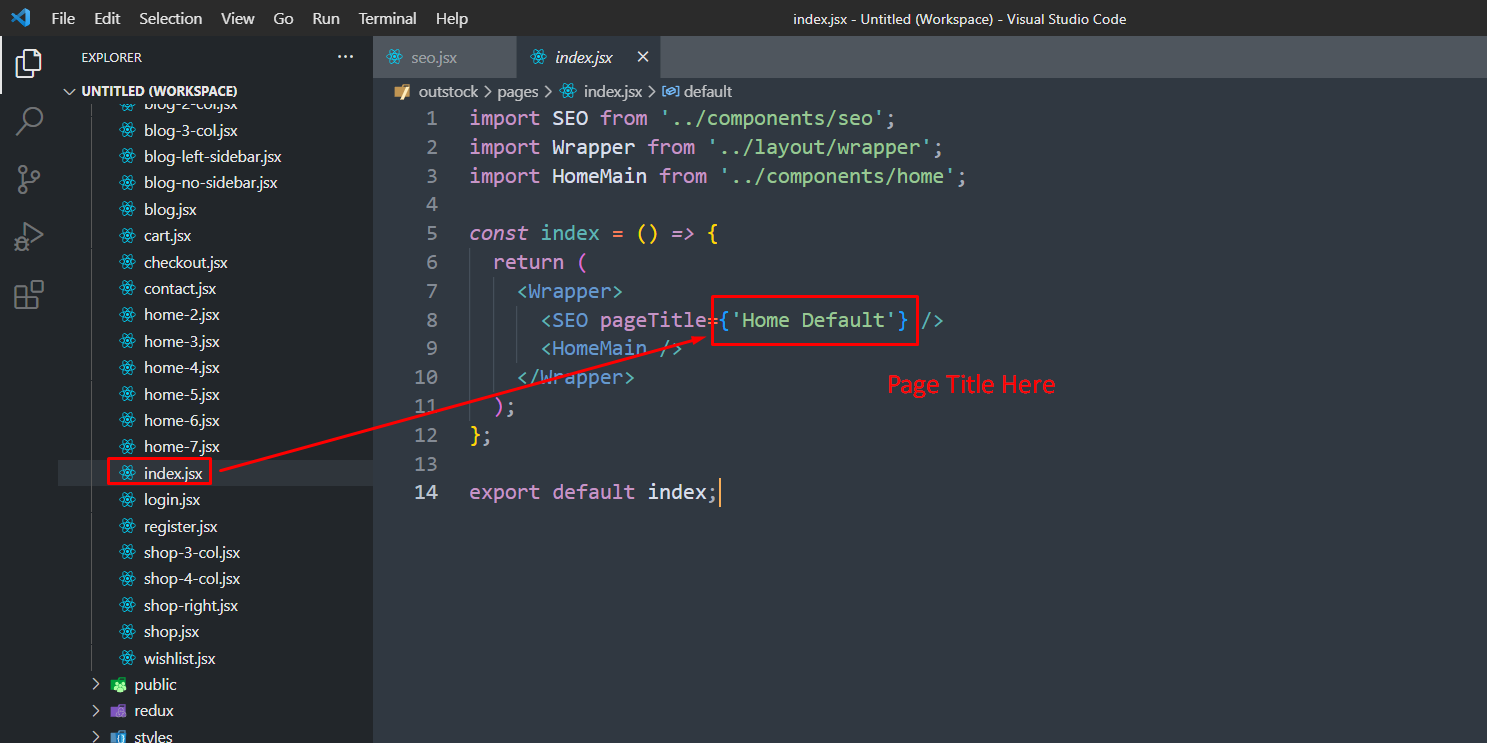 File Edit Selection View Go Run Terminal Help
index.jsx - Untitled (Workspace) - Visual Studio Code
EXPLORER
UNTITLED (WORKSPACE)
blog-2-col.jsx
blog-3-col.jsx
blog-left-sidebar.jsx
blog-no-sidebar.jsx
blog.jsx
cart.jsx
checkout.jsx
contact.jsx
home-2.jsx
home-3.jsx
home-4.jsx
home-5.jsx
home-6.jsx
home-7.jsx
index.jsx
login.jsx
register.jsx
shop-3-col.jsx
shop-4-col.jsx
shop-right.jsx
shop.jsx
wishlist.jsx
public
redux
styles
seo.jsx index.jsx
outstock > pages > index.jsx > default
1 import SEO from '../components/seo';
2 import Wrapper from '../layout/wrapper';
3 import HomeMain from '../components/home';
4
5 const index = () => {
6 return (
7 <Wrapper>
8 <SEO pageTitle={'Home Default'} />
9 <HomeMain />
10 </Wrapper>
11 );
12 };
13
14 export default index;
Page Title Here